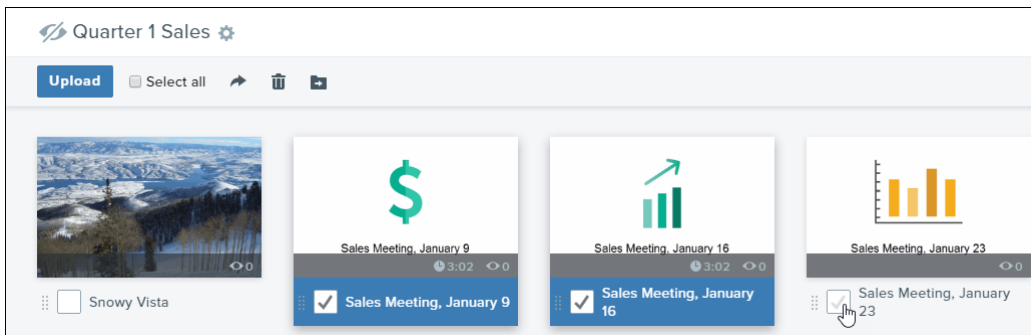 Quarter 1 Sales
Upload
Select all
Sales Meeting, January 9
Sales Meeting, January 16
Sales Meeting, January 23
0
3:02
0
3:02
0
0
Snowy Vista
Sales Meeting, January 9
Sales Meeting, January
16
Sales Meeting, January
23